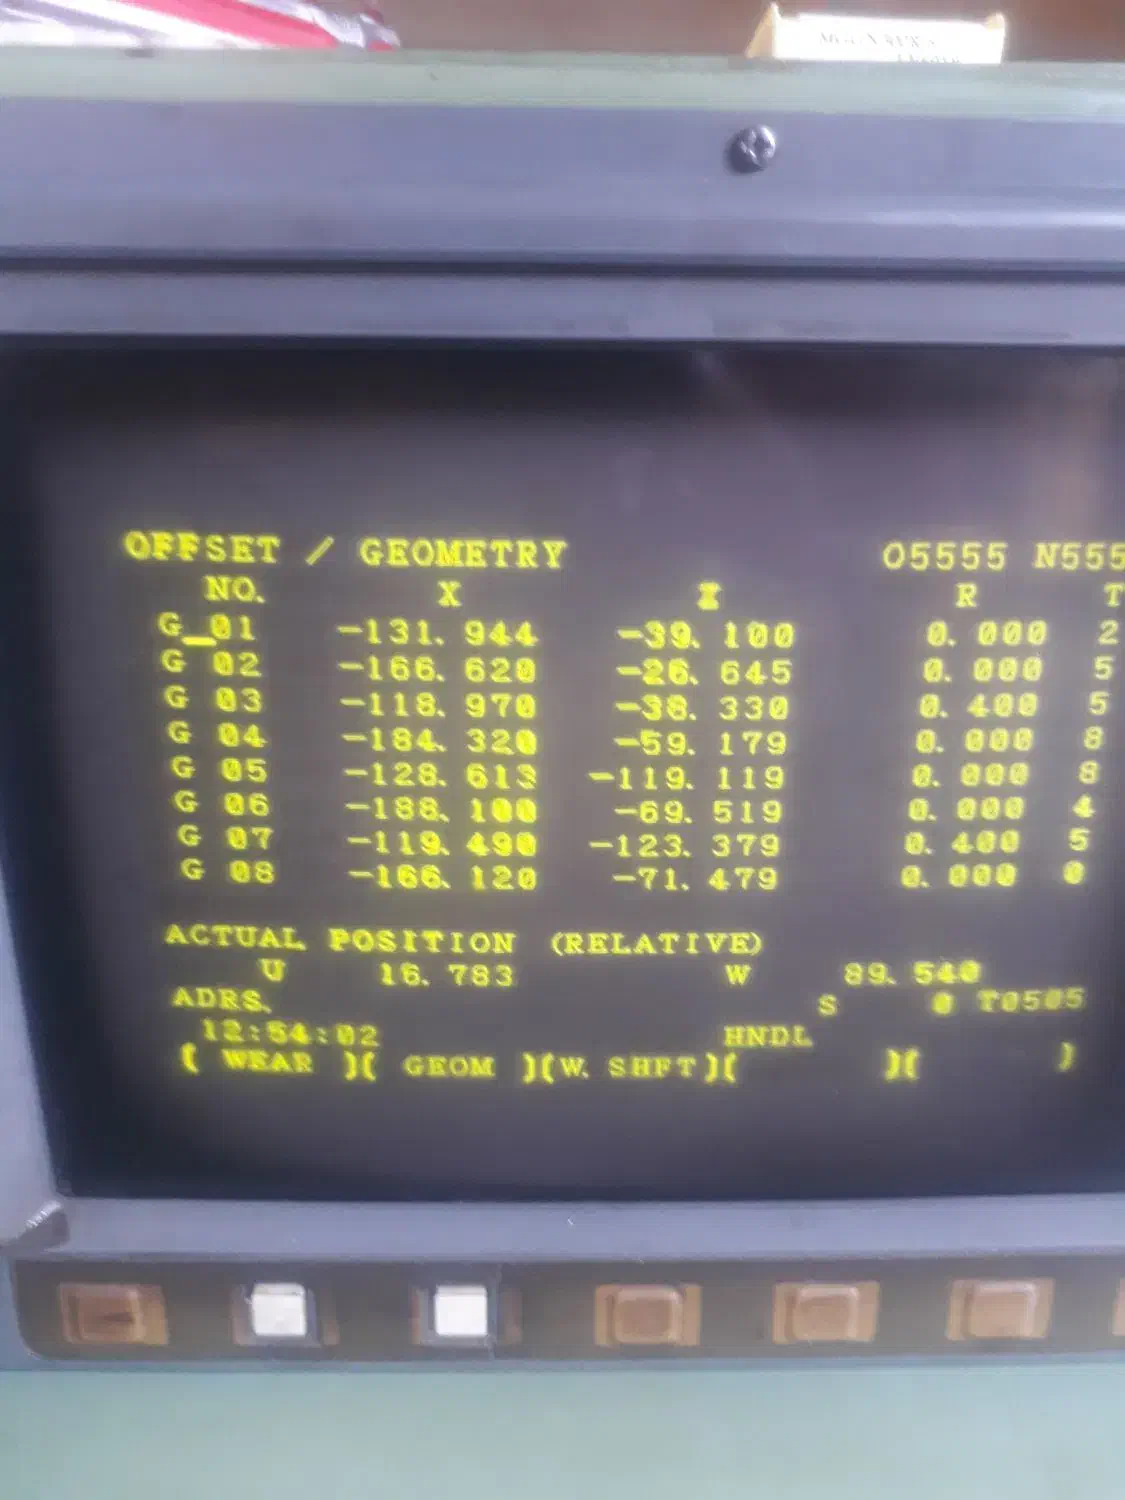 OFFSET / GEOMETRY O5555 N555
NO. X Z R T
G_01 -131.944 -39.100 0.000 2
G 02 -166.620 -26.645 0.000 5
G 03 -118.970 -38.330 0.400 5
G 04 -184.320 -59.179 0.000 8
G 05 -128.613 -119.119 0.000 8
G 06 -188.100 -69.519 0.000 4
G 07 -119.490 -123.379 0.400 5
G 08 -166.120 -71.479 0.000 0
ACTUAL POSITION (RELATIVE)
U 16.783 W 89.540
ADRS. S 0 T0505
12:54:02 HNDL
[ WEAR ][ GEOM ][W.SHFT][ ][ ]